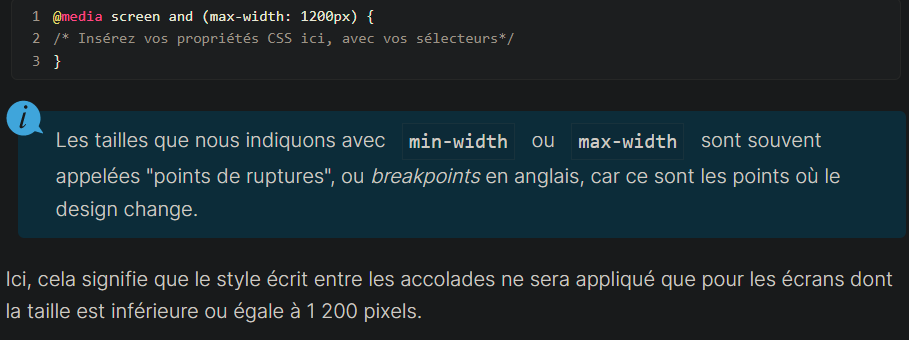 1 @media screen and (max-width: 1200px) {
2 /* Insérez vos propriétés CSS ici, avec vos sélecteurs*/
3 }
i
Les tailles que nous indiquons avec min-width ou max-width sont souvent
appelées "points de ruptures", ou breakpoints en anglais, car ce sont les points où le
design change.
Ici, cela signifie que le style écrit entre les accolades ne sera appliqué que pour les écrans dont
la taille est inférieure ou égale à 1 200 pixels.